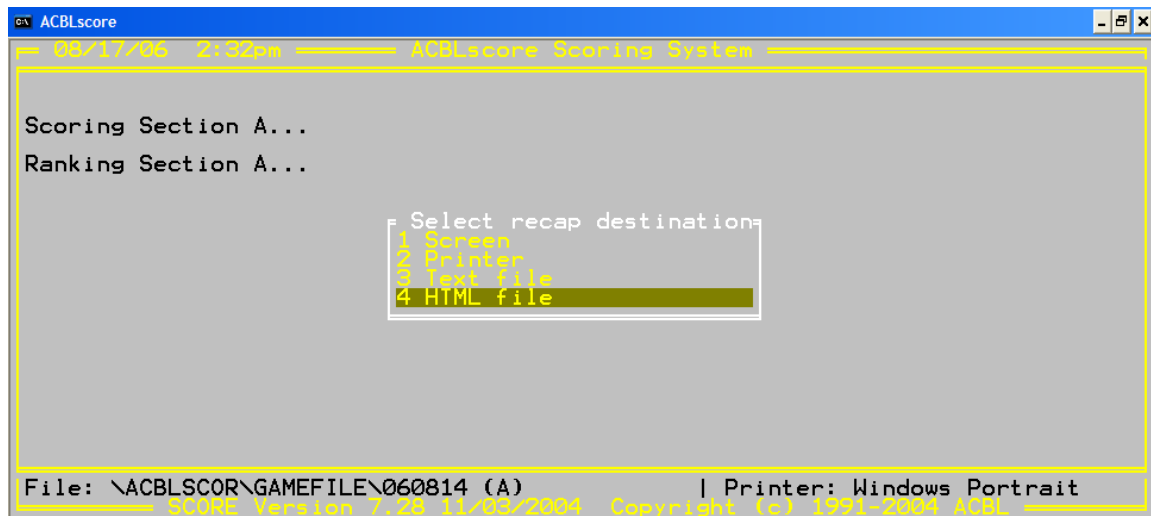 ACBLscore
08/17/06 2:32pm ACBLscore Scoring System
Scoring Section A...
Ranking Section A...
Select recap destination
1 Screen
2 Printer
3 Text file
4 HTML file
File: \ACBLSCOR\GAMEFILE\060814 (A) | Printer: Windows Portrait
SCORE Version 7.28 11/03/2004 Copyright (c) 1991-2004 ACBL